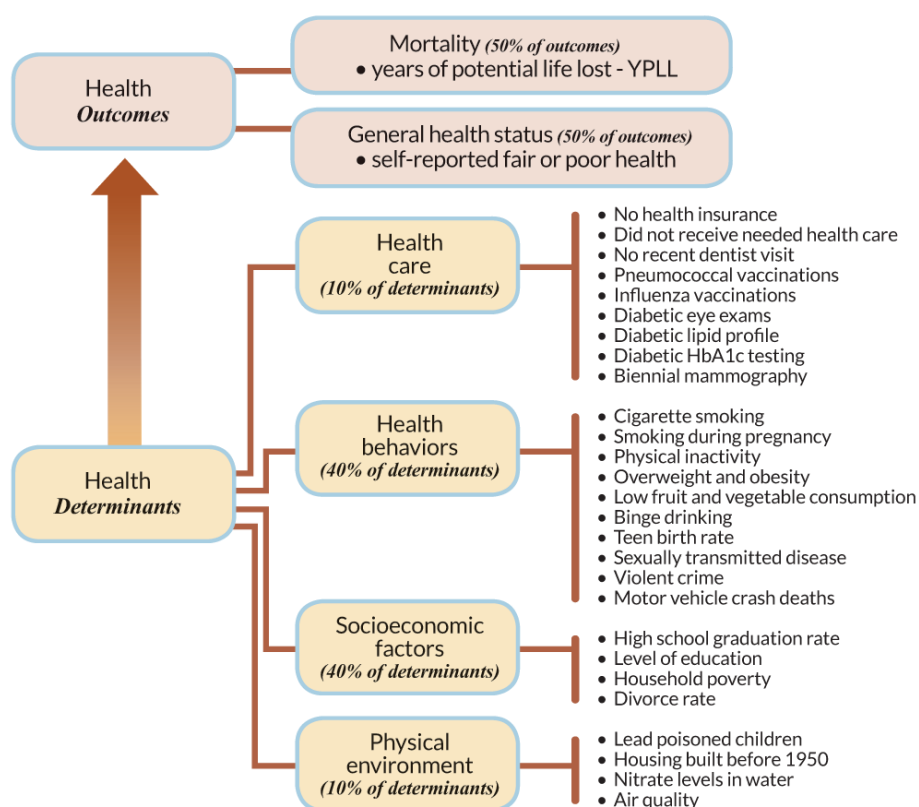 Health
Outcomes
Mortality (50% of outcomes)
• years of potential life lost - YPLL
General health status (50% of outcomes)
• self-reported fair or poor health
Health
Determinants
Health
care
(10% of determinants)
• No health insurance
• Did not receive needed health care
• No recent dentist visit
• Pneumococcal vaccinations
• Influenza vaccinations
• Diabetic eye exams
• Diabetic lipid profile
• Diabetic HbA1c testing
• Biennial mammography
Health
behaviors
(40% of determinants)
• Cigarette smoking
• Smoking during pregnancy
• Physical inactivity
• Overweight and obesity
• Low fruit and vegetable consumption
• Binge drinking
• Teen birth rate
• Sexually transmitted disease
• Violent crime
• Motor vehicle crash deaths
Socioeconomic
factors
(40% of determinants)
• High school graduation rate
• Level of education
• Household poverty
• Divorce rate
Physical
environment
(10% of determinants)
• Lead poisoned children
• Housing built before 1950
• Nitrate levels in water
• Air quality